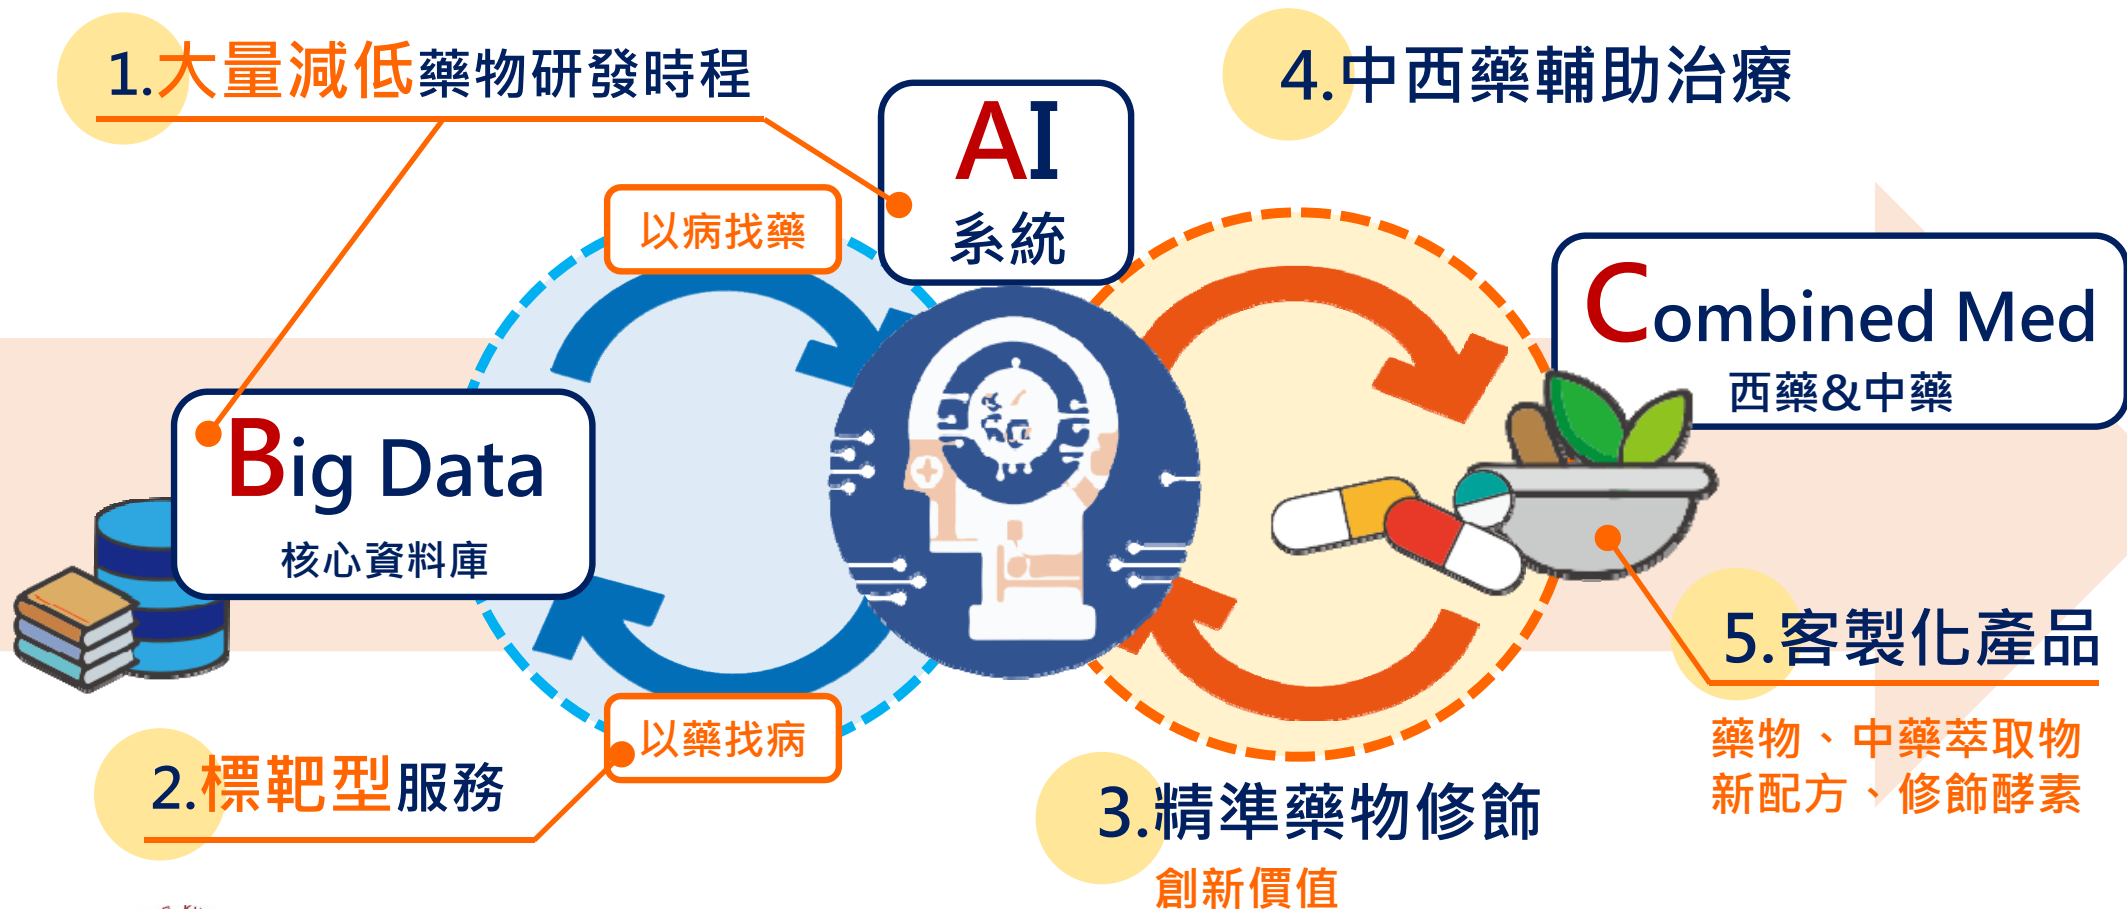 1.大量減低藥物研發時程
4.中西藥輔助治療
AI
系統
以病找藥
Combined Med
西藥&中藥
Big Data
核心資料庫
5.客製化產品
藥物、中藥萃取物
新配方、修飾酵素
以藥找病
2.標靶型服務
3.精準藥物修飾
創新價值